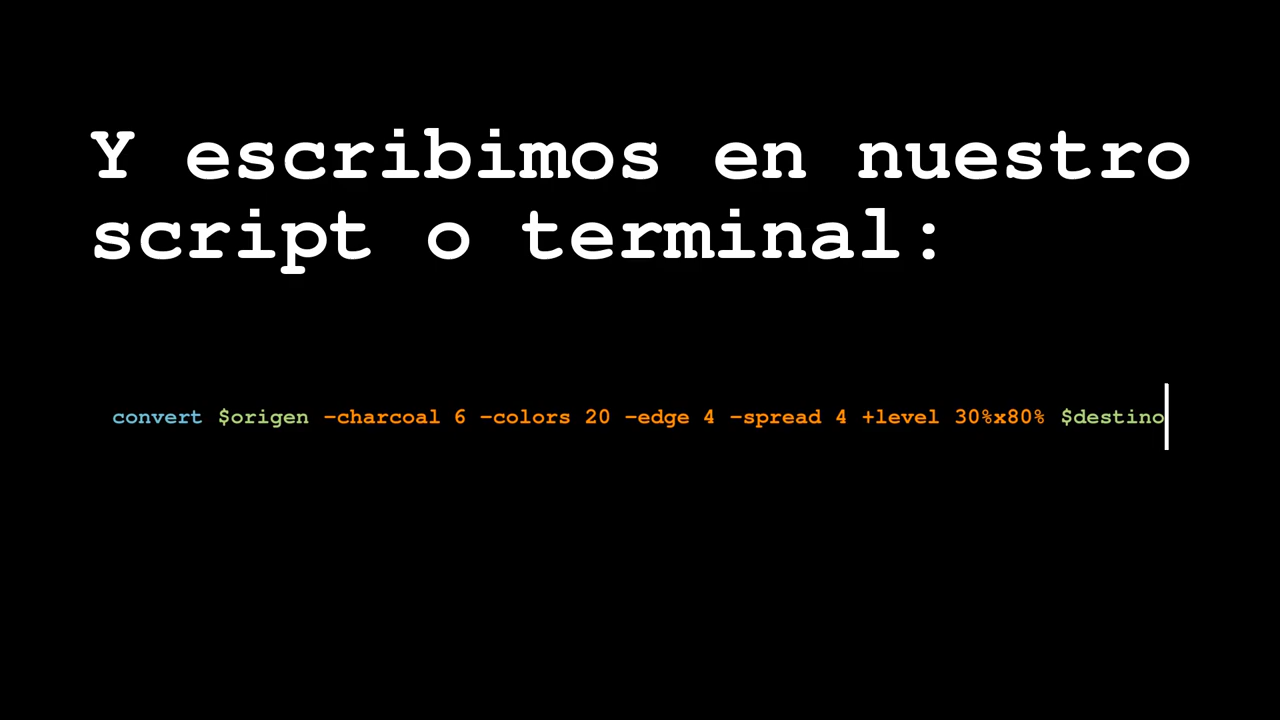 Y escribimos en nuestro
script o terminal:
convert $origen -charcoal 6 -colors 20 -edge 4 -spread 4 +level 30%x80% $destino